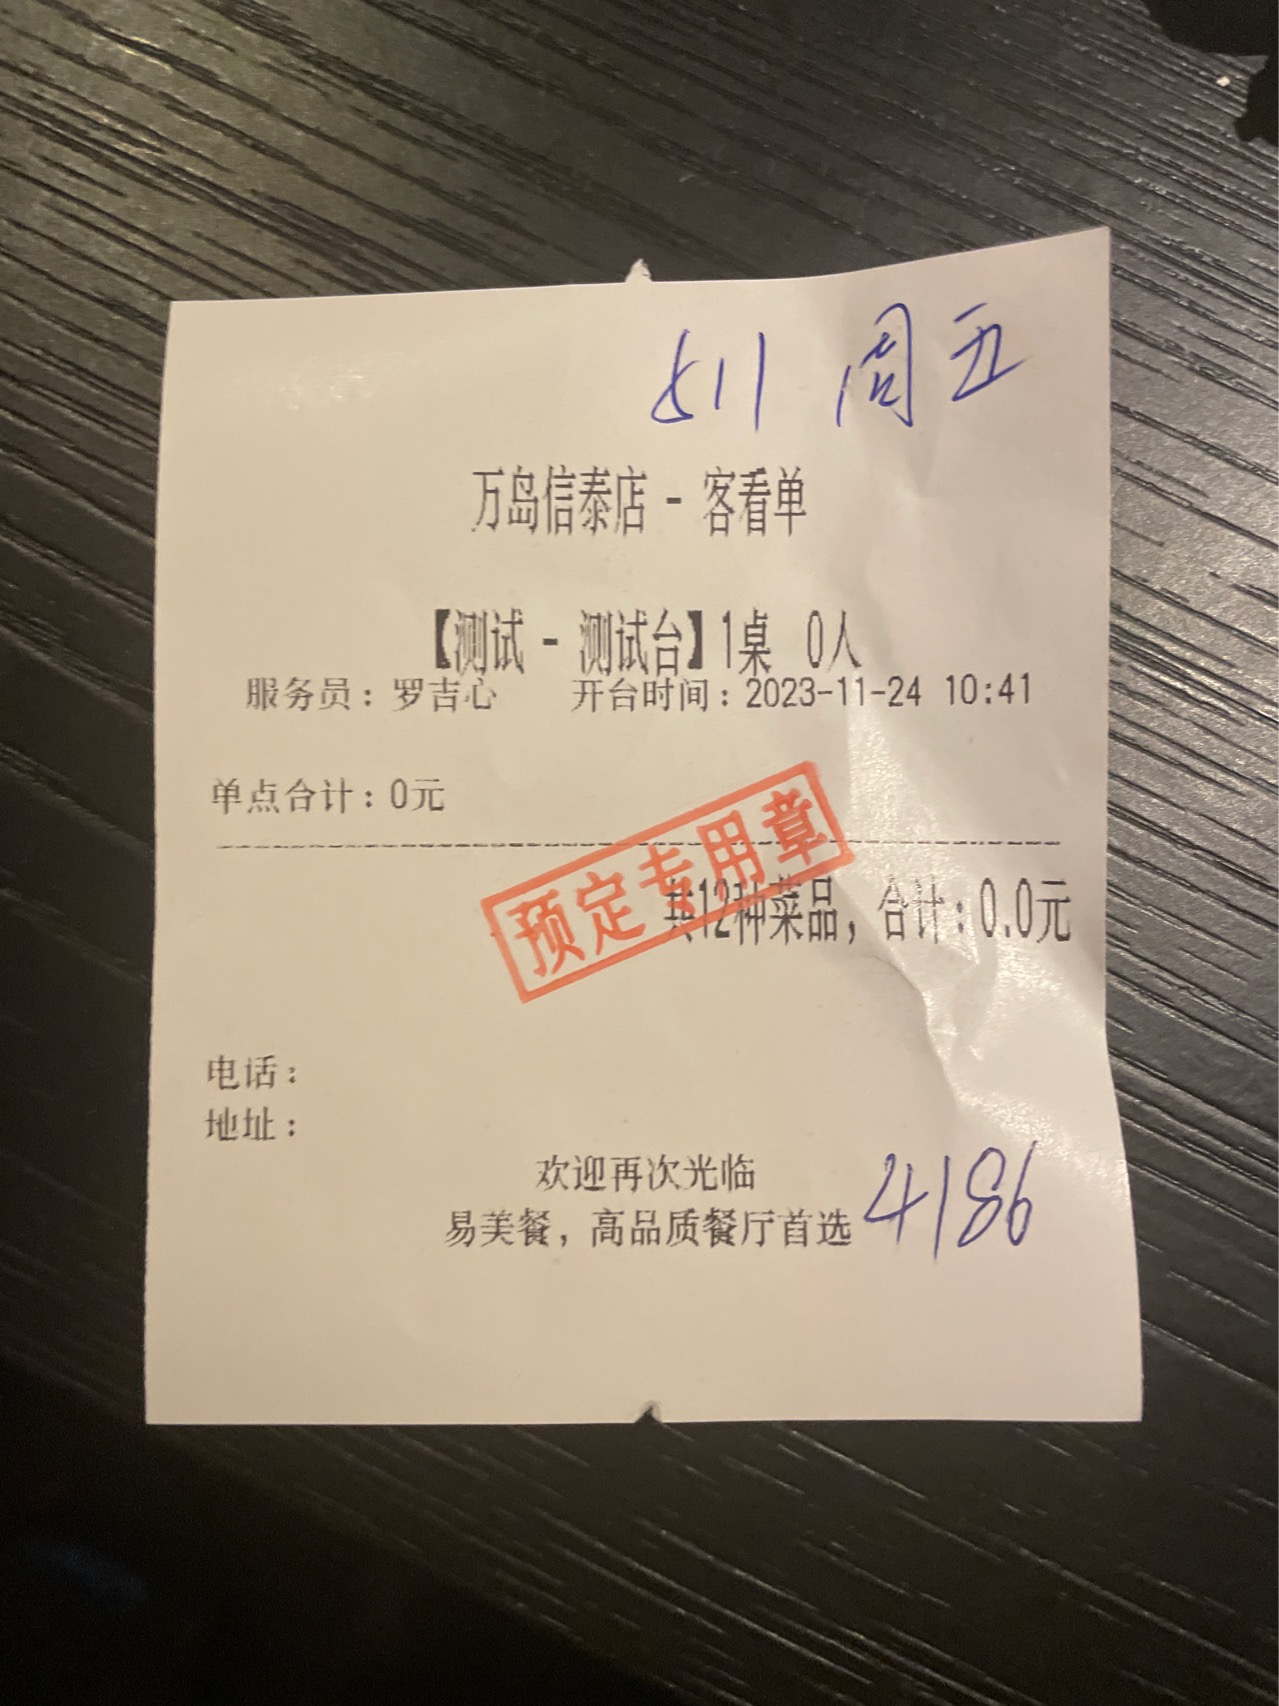 511 周五
万岛信泰店 - 客看单
【测试 - 测试台】1桌 0人
服务员：罗吉心 开台时间：2023-11-24 10:41
单点合计：0元
预定专用章
共12种菜品，合计：0.0元
电话：
地址：
欢迎再次光临
易美餐，高品质餐厅首选
4186